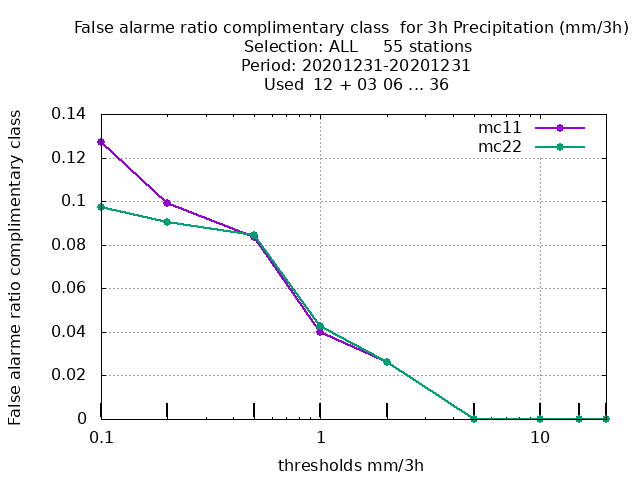 False alarme ratio complimentary class  for 3h Precipitation (mm/3h)
Selection: ALL     55 stations
Period: 20201231-20201231
Used  12 + 03 06 ... 36
False alarme ratio complimentary class
0.14
0.12
0.1
0.08
0.06
0.04
0.02
0
mc11
mc22
0.1
1
10
thresholds mm/3h